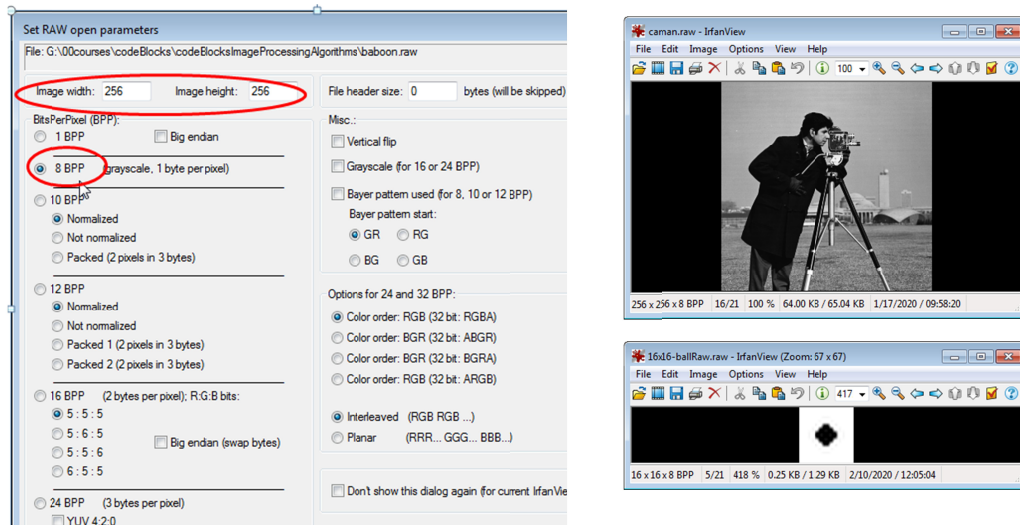 Set RAW open parameters
File: G:\00courses\codeBlocks\codeBlocksImageProcessingAlgorithms\baboon.raw
Image width: 256 Image height: 256
File header size: 0 bytes (will be skipped)
BitsPerPixel (BPP):
1 BPP Big endian
8 BPP (grayscale, 1 byte per pixel)
10 BPP
Normalized
Not normalized
Packed (2 pixels in 3 bytes)
12 BPP
Normalized
Not normalized
Packed 1 (2 pixels in 3 bytes)
Packed 2 (2 pixels in 3 bytes)
16 BPP (2 bytes per pixel); R:G:B bits:
5 : 5 : 5
5 : 6 : 5
5 : 5 : 6
6 : 5 : 5
Big endian (swap bytes)
24 BPP (3 bytes per pixel)
YUV 4:2:0
Misc.:
Vertical flip
Grayscale (for 16 or 24 BPP)
Bayer pattern used (for 8, 10 or 12 BPP)
Bayer pattern start:
GR RG
BG GB
Options for 24 and 32 BPP:
Color order: RGB (32 bit: RGBA)
Color order: BGR (32 bit: ABGR)
Color order: BGR (32 bit: BGRA)
Color order: RGB (32 bit: ARGB)
Interleaved (RGB RGB ...)
Planar (RRR... GGG... BBB...)
Don't show this dialog again (for current IrfanVie
caman.raw - IrfanView
File Edit Image Options View Help
100
256 x 256 x 8 BPP 16/21 100 % 64.00 KB / 65.04 KB 1/17/2020 / 09:58:20
16x16-ballRaw.raw - IrfanView (Zoom: 57 x 67)
File Edit Image Options View Help
417
16 x 16 x 8 BPP 5/21 418 % 0.25 KB / 1.29 KB 2/10/2020 / 12:05:04